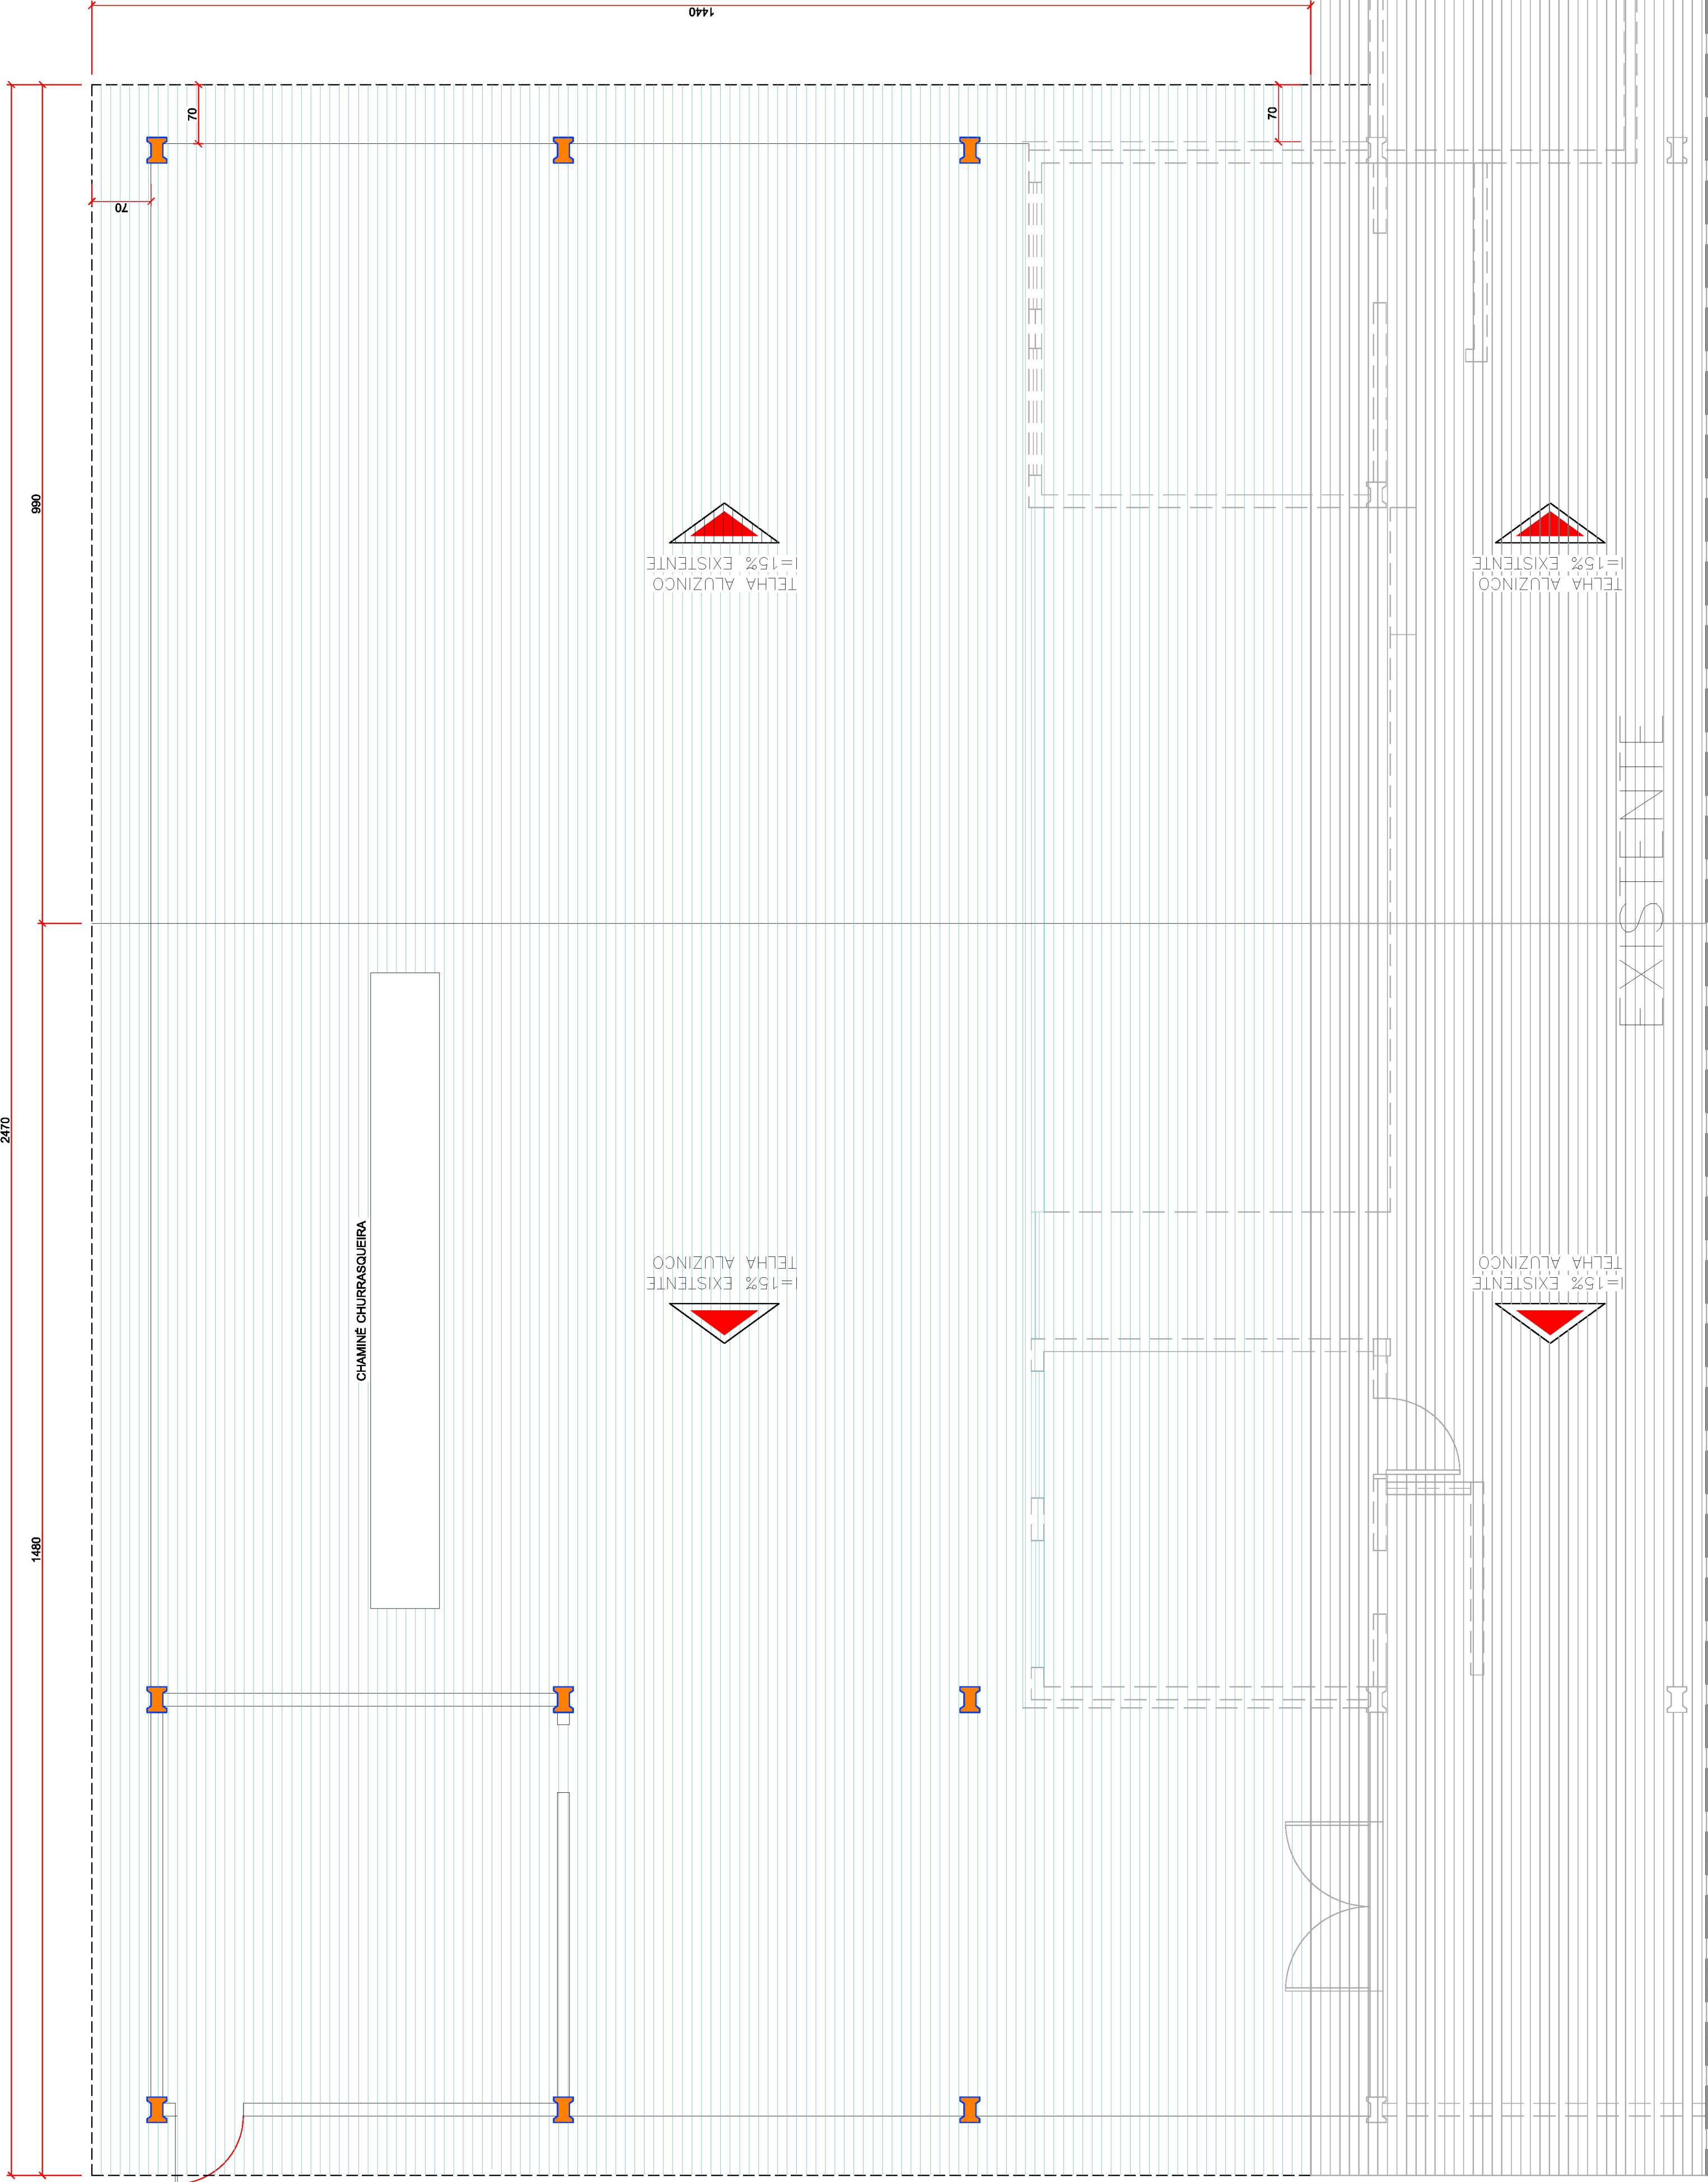 1440
70
70
70
990
I=15% EXISTENTE
TELHA ALUZINCO
I=15% EXISTENTE
TELHA ALUZINCO
EXISTENTE
2470
CHAMINÉ CHURRASQUEIRA
TELHA ALUZINCO
I=15% EXISTENTE
TELHA ALUZINCO
I=15% EXISTENTE
1480